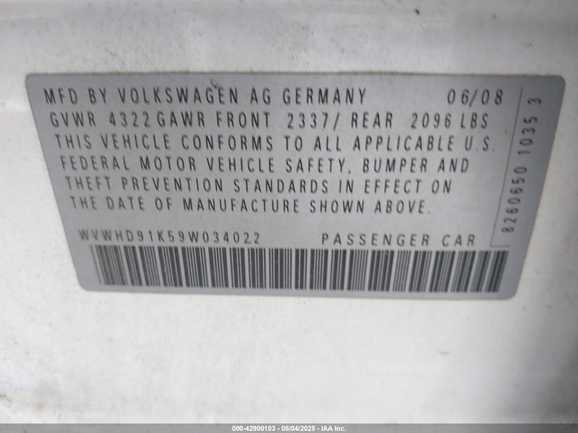 MFD BY VOLKSWAGEN AG GERMANY 06/08
GVWR 4322 GAWR FRONT 2337/ REAR 2096 LBS
THIS VEHICLE CONFORMS TO ALL APPLICABLE U.S.
FEDERAL MOTOR VEHICLE SAFETY, BUMPER AND
THEFT PREVENTION STANDARDS IN EFFECT ON
THE DATE OF MANUFACTURE SHOWN ABOVE.
WVWHD91K59W034022 PASSENGER CAR
8260650 1035 3
000-42900103 - 08/04/2025 - IAA Inc.